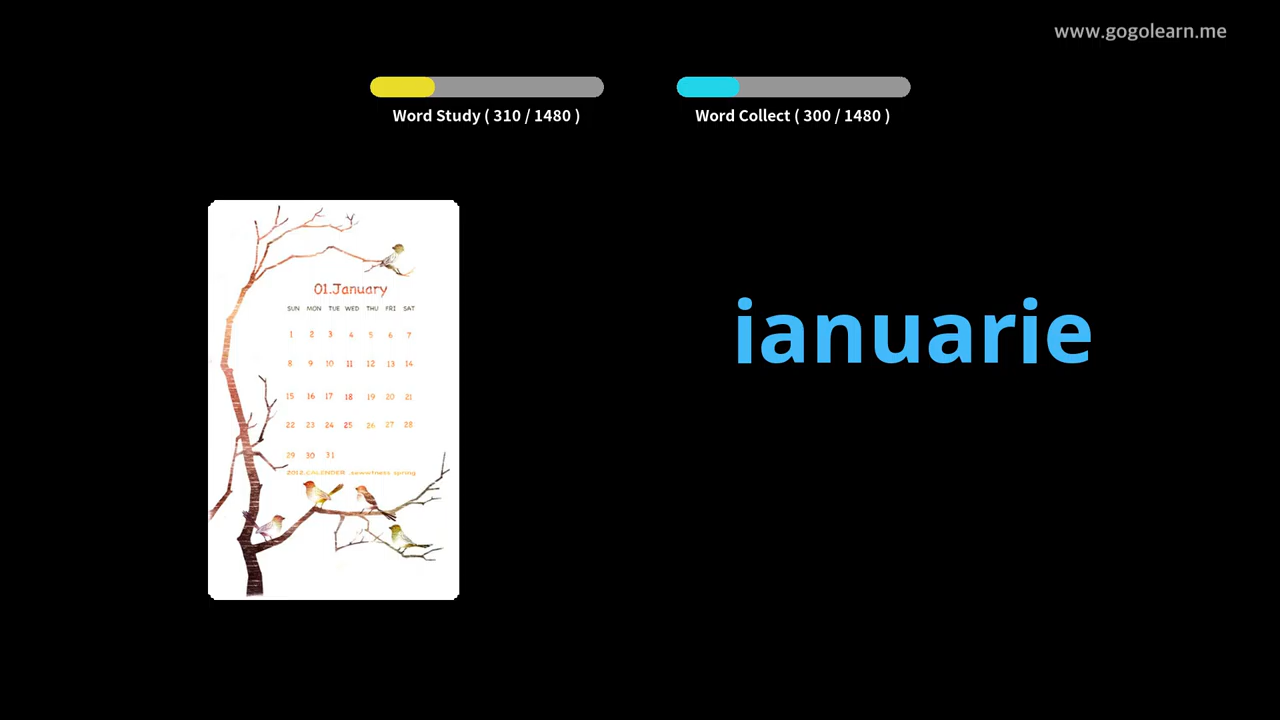 www.gogolearn.me
Word Study ( 310 / 1480 )
Word Collect ( 300 / 1480 )
01.January
SUN MON TUE WED THU FRI SAT
1 2 3 4 5 6 7
8 9 10 11 12 13 14
15 16 17 18 19 20 21
22 23 24 25 26 27 28
29 30 31
CALENDER spring
ianuarie